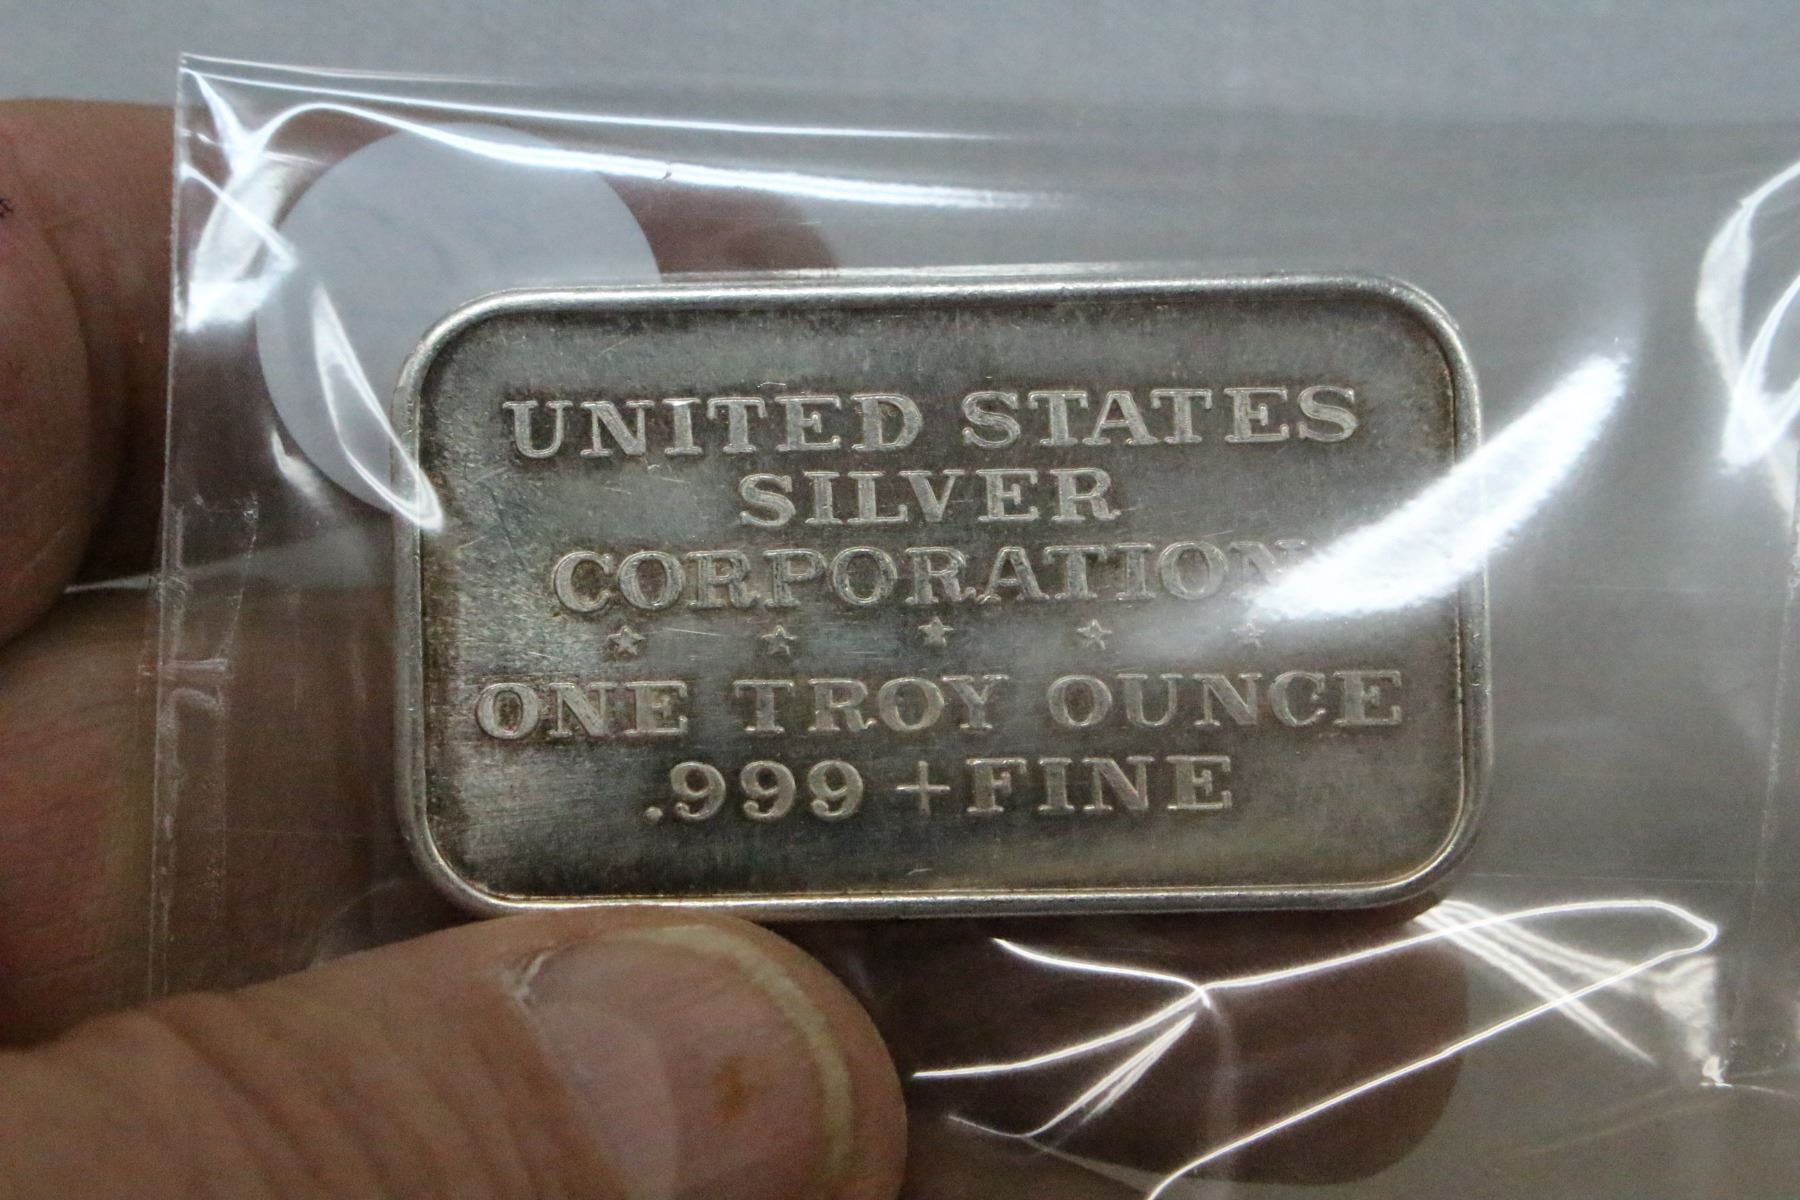 UNITED STATES
SILVER
CORPORATION
ONE TROY OUNCE
.999 + FINE